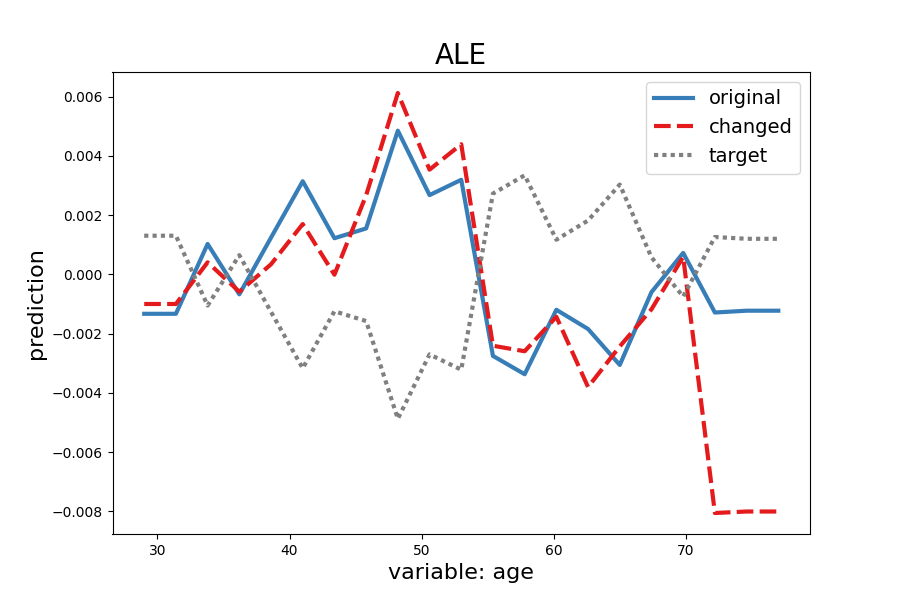 ALE
original
changed
target
prediction
0.006
0.004
0.002
0.000
−0.002
−0.004
−0.006
−0.008
30 40 50 60 70
variable: age